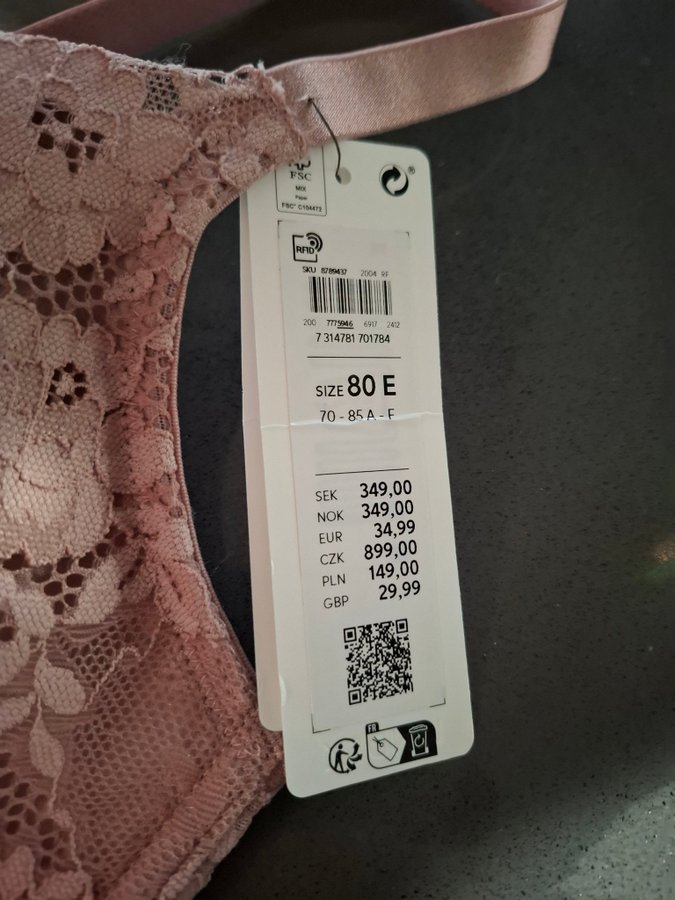 FSC
MIX
Paper
FSC® C104472
®
RFID
SKU 8789437 2004 RF
200 7775946 6917 2412
7 314781 701784
SIZE 80 E
70 - 85 A - F
SEK 349,00
NOK 349,00
EUR 34,99
CZK 899,00
PLN 149,00
GBP 29,99
FR